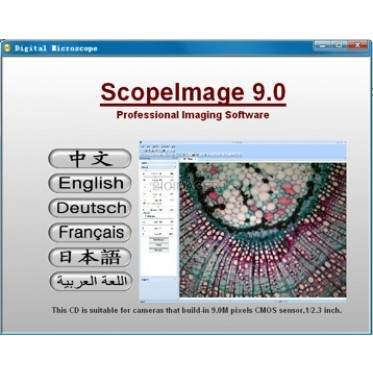 Digital Microscope
ScopeImage 9.0
Professional Imaging Software
中文
English
Deutsch
Français
日本語
اللغة العربية
This CD is suitable for cameras that build-in 9.0M pixels CMOS sensor,1/2.3 inch.